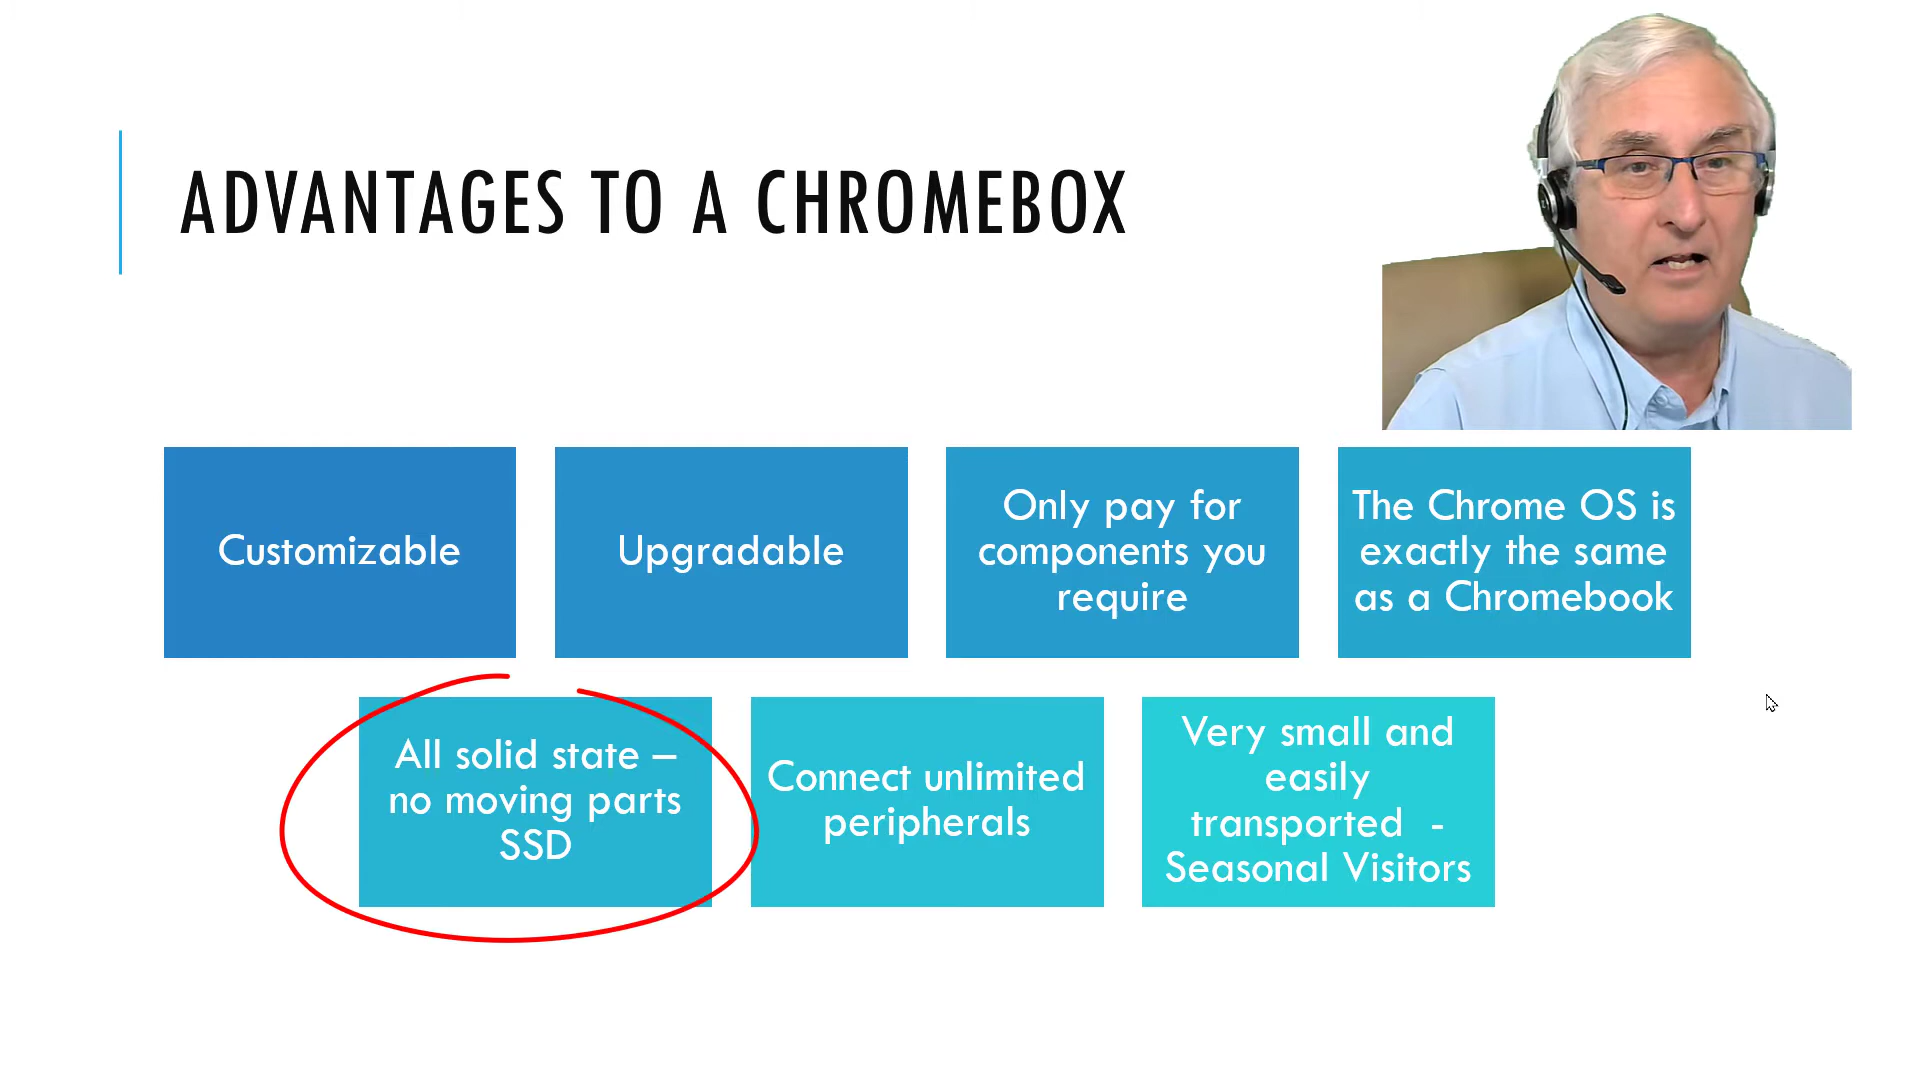 ADVANTAGES TO A CHROMEBOX
Customizable
Upgradable
Only pay for
components you
require
The Chrome OS is
exactly the same
as a Chromebook
All solid state –
no moving parts
SSD
Connect unlimited
peripherals
Very small and
easily
transported  -
Seasonal Visitors